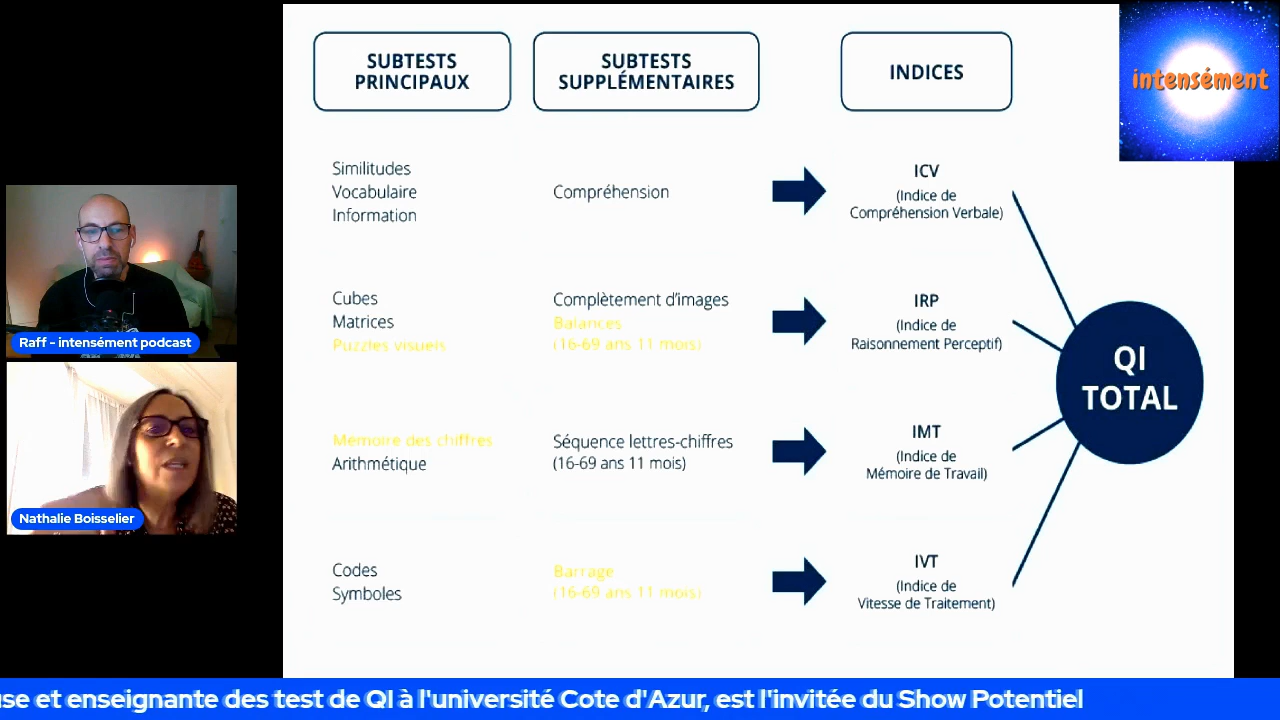 SUBTESTS
PRINCIPAUX
SUBTESTS
SUPPLÉMENTAIRES
INDICES
intensément
Similitudes
Vocabulaire
Information
Compréhension
ICV
(Indice de
Compréhension Verbale)
Cubes
Matrices
Puzzles visuels
Complètement d'images
Balances
(16-69 ans 11 mois)
IRP
(Indice de
Raisonnement Perceptif)
QI
TOTAL
Mémoire des chiffres
Arithmétique
Séquence lettres-chiffres
(16-69 ans 11 mois)
IMT
(Indice de
Mémoire de Travail)
Codes
Symboles
Barrage
(16-69 ans 11 mois)
IVT
(Indice de
Vitesse de Traitement)
Raff - intensément podcast
Nathalie Boisselier
se et enseignante des test de QI à l'université Cote d'Azur, est l'invitée du Show Potentiel